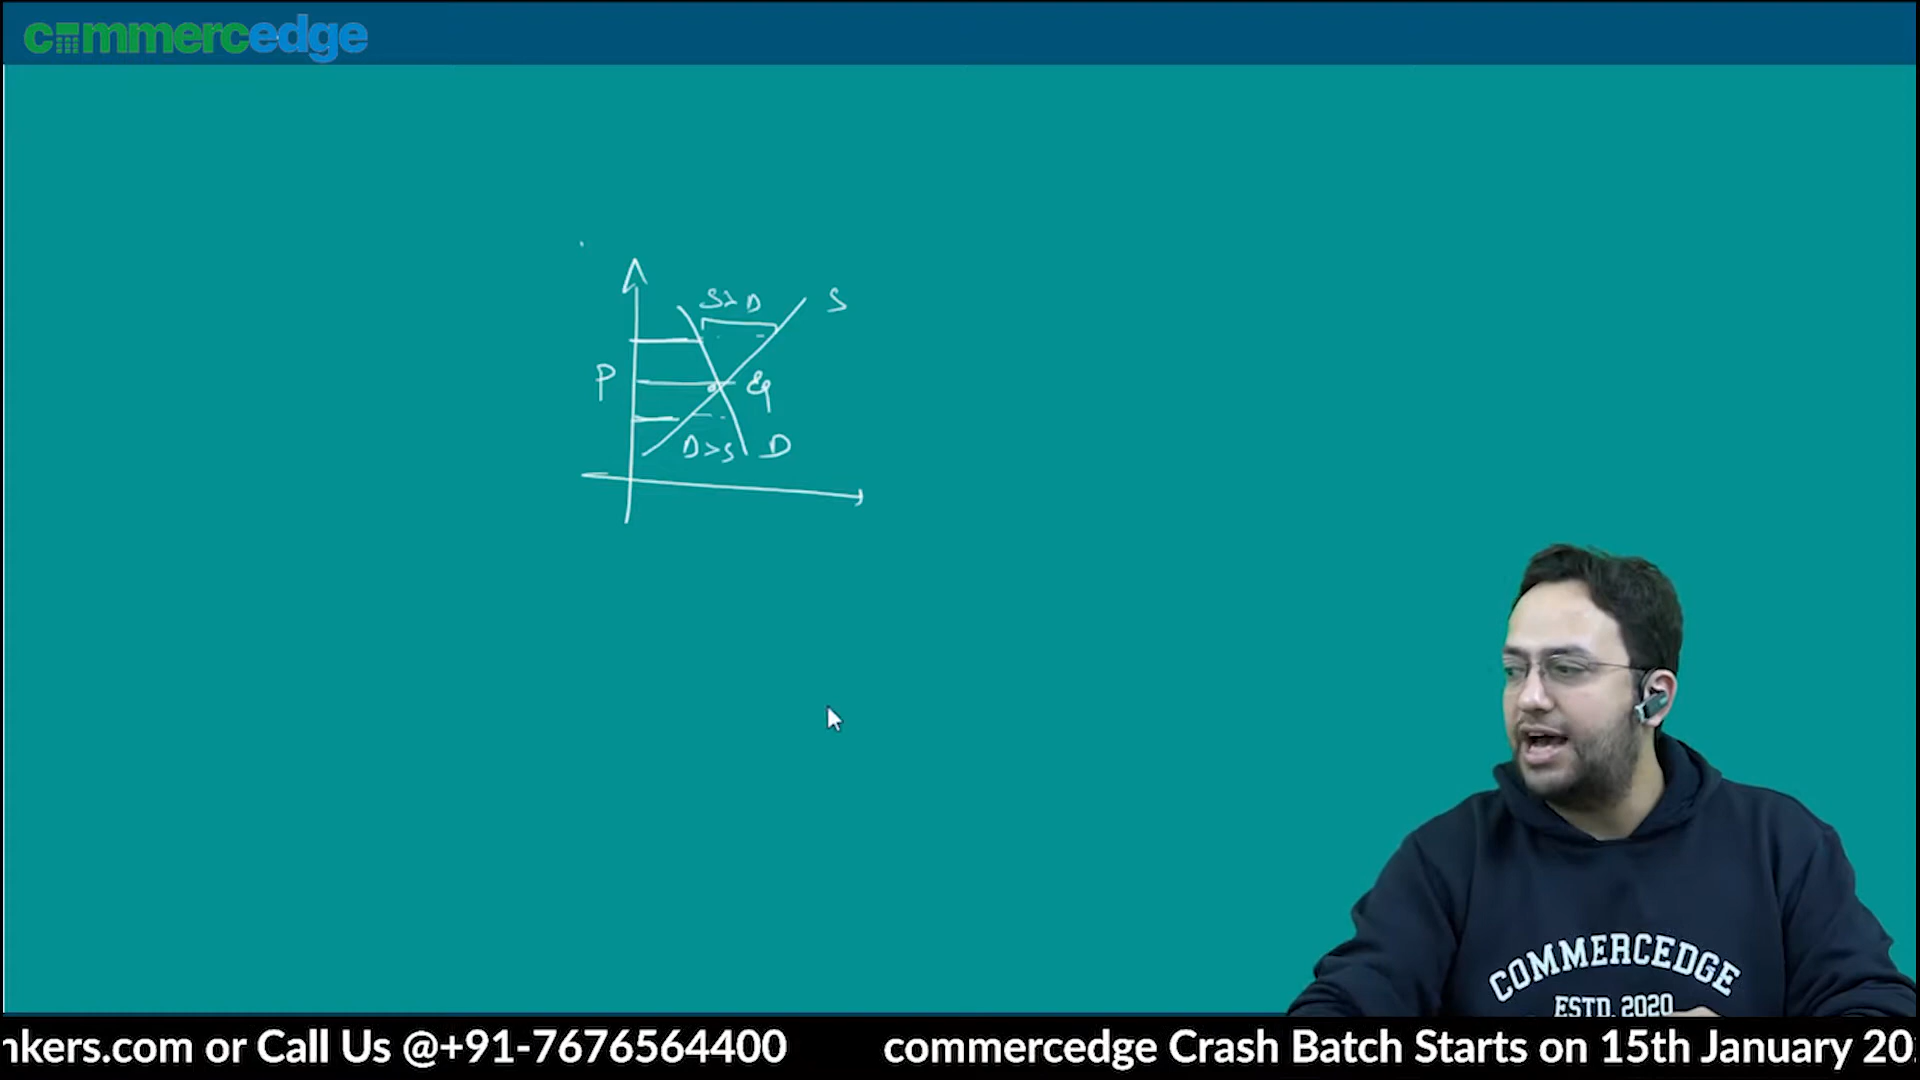 commercedge
S>D
S
P
Eq
D>S
D
COMMERCEDGE
ESTD. 2020
nkers.com or Call Us @+91-7676564400 commercedge Crash Batch Starts on 15th January 20